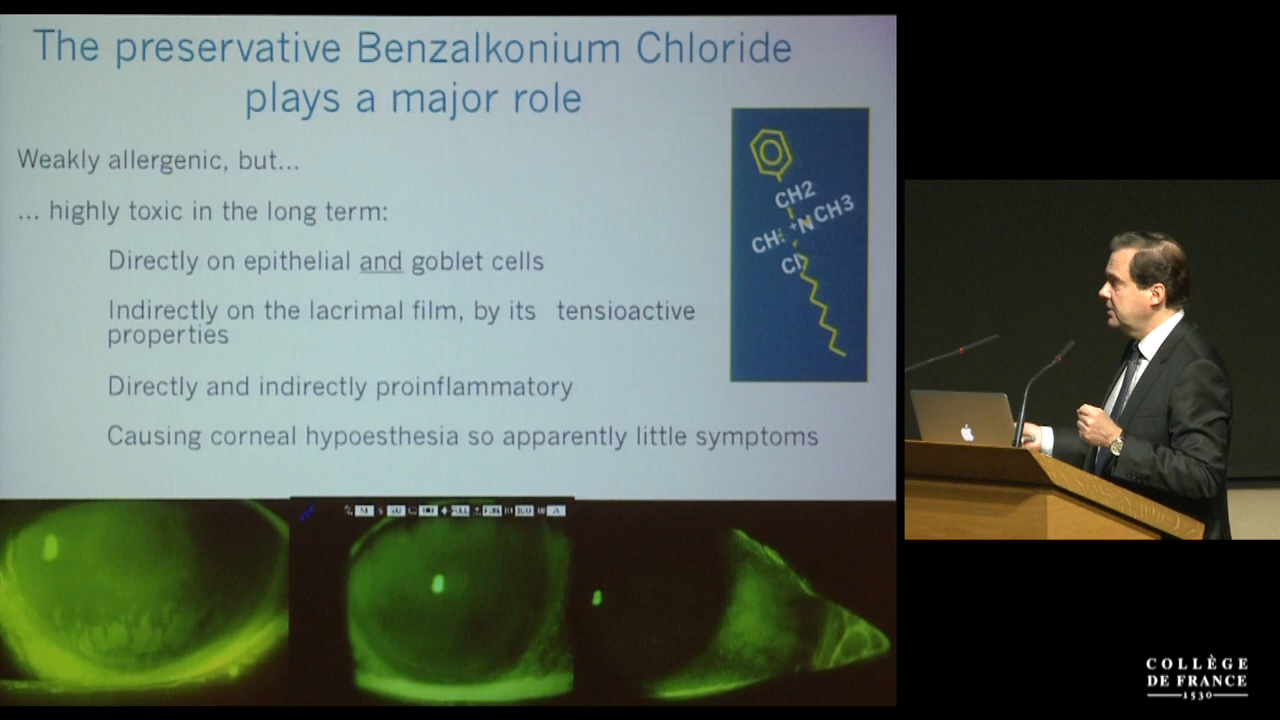 The preservative Benzalkonium Chloride
plays a major role
Weakly allergenic, but...
... highly toxic in the long term:
Directly on epithelial and goblet cells
Indirectly on the lacrimal film, by its tensioactive
properties
Directly and indirectly proinflammatory
Causing corneal hypoesthesia so apparently little symptoms
CH2
CH3
+N
CH
Cl
COLLÈGE
DE FRANCE
1530